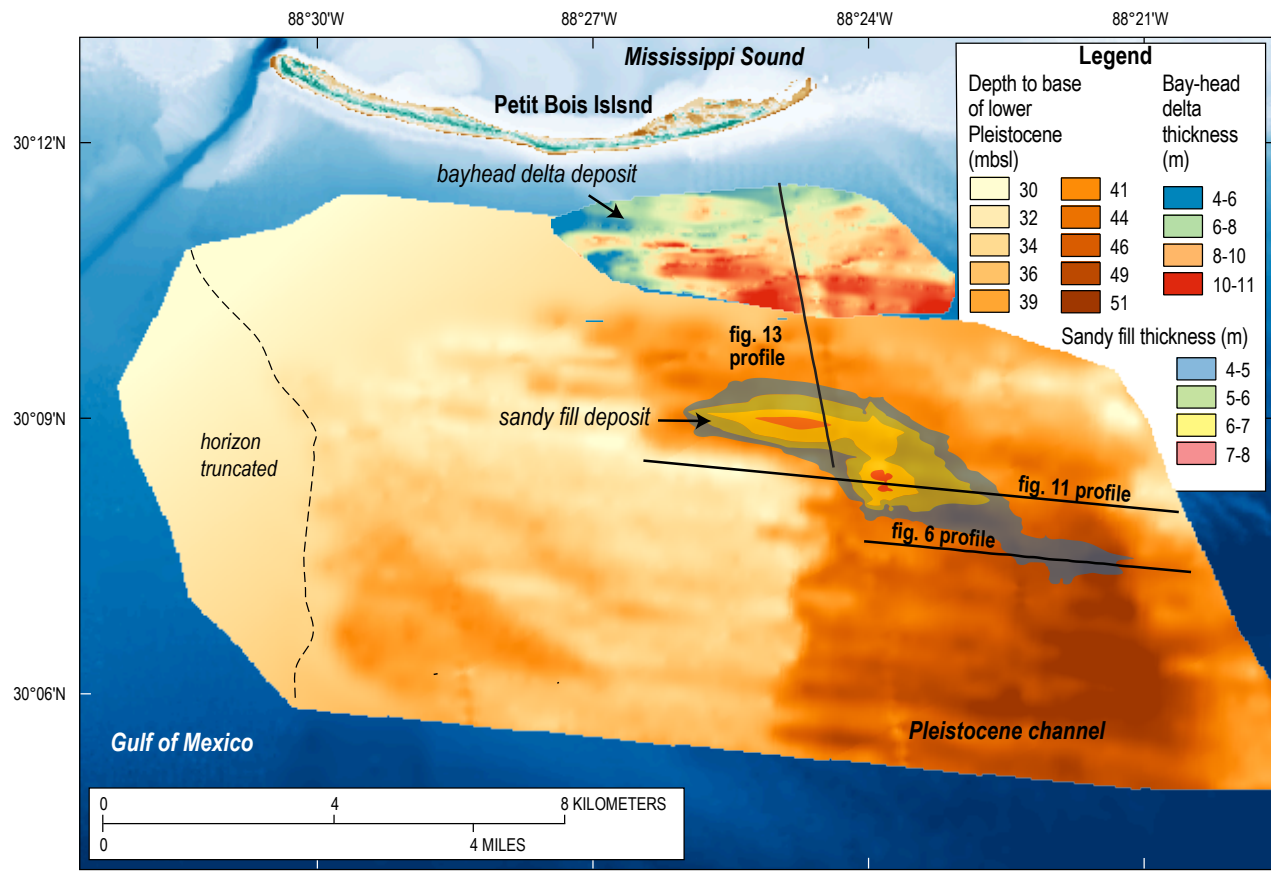 88°30'W
88°27'W
88°24'W
88°21'W
30°12'N
30°09'N
30°06'N
Mississippi Sound
Petit Bois Islsnd
bayhead delta deposit
fig. 13
profile
sandy fill deposit
horizon
truncated
fig. 11 profile
fig. 6 profile
Pleistocene channel
Gulf of Mexico
Legend
Depth to base
of lower
Pleistocene
(mbsl)
30
32
34
36
39
41
44
46
49
51
Bay-head
delta
thickness
(m)
4-6
6-8
8-10
10-11
Sandy fill thickness (m)
4-5
5-6
6-7
7-8
0 4 8 KILOMETERS
0 4 MILES